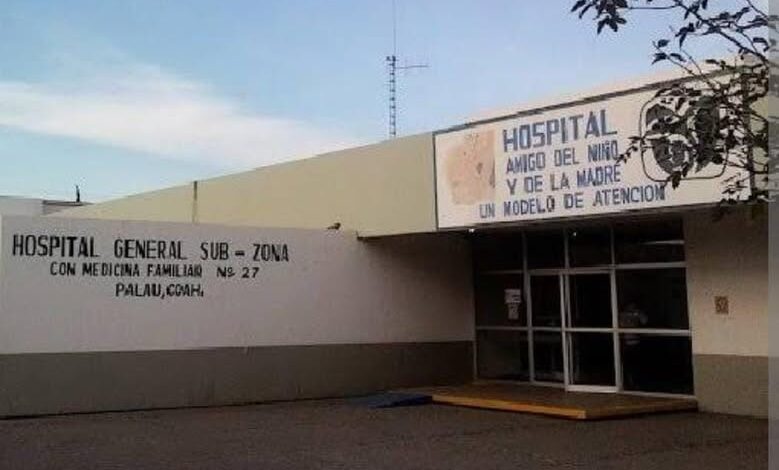 HOSPITAL
AMIGO DEL NIÑO
Y DE LA MADRE
UN MODELO DE ATENCION
HOSPITAL GENERAL SUB - ZONA
CON MEDICINA FAMILIAR Nº 27
PALAU, COAH.